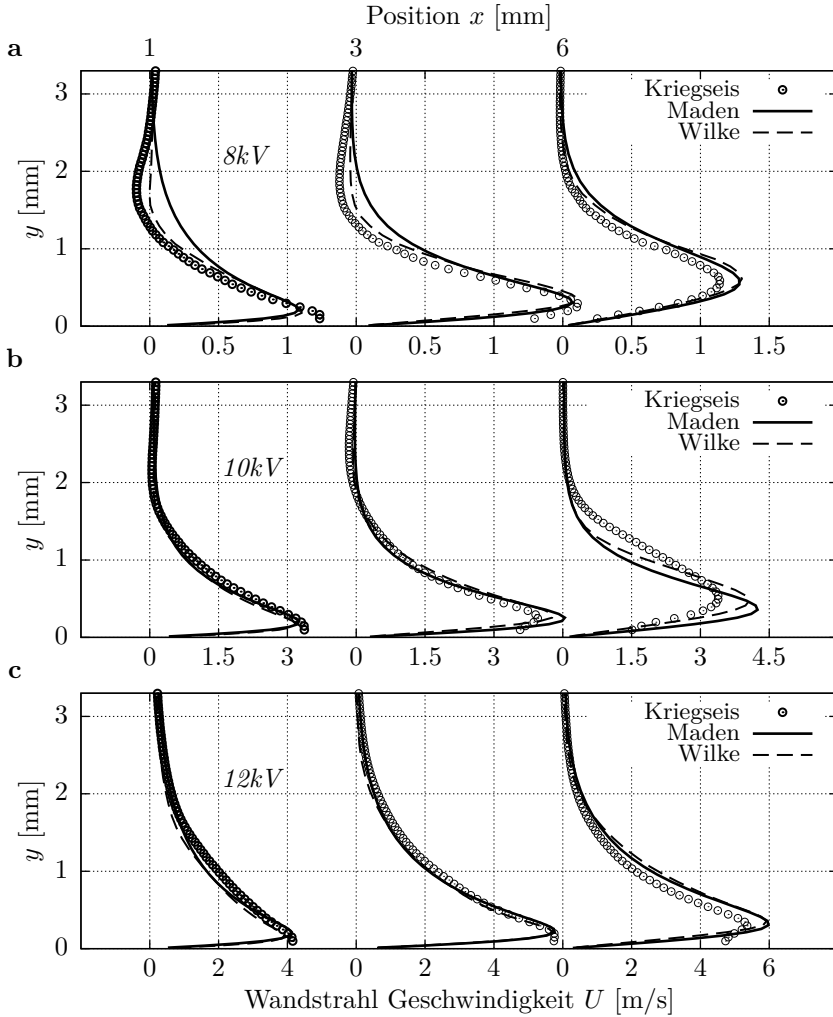 Position x [mm]
a 1 3 6
3
2
1
0
y [mm]
8kV
Kriegseis
Maden
Wilke
0 0.5 1 0 0.5 1 0 0.5 1 1.5
b
3
2
1
0
y [mm]
10kV
Kriegseis
Maden
Wilke
0 1.5 3 0 1.5 3 0 1.5 3 4.5
c
3
2
1
0
y [mm]
12kV
Kriegseis
Maden
Wilke
0 2 4 0 2 4 0 2 4 6
Wandstrahl Geschwindigkeit U [m/s]